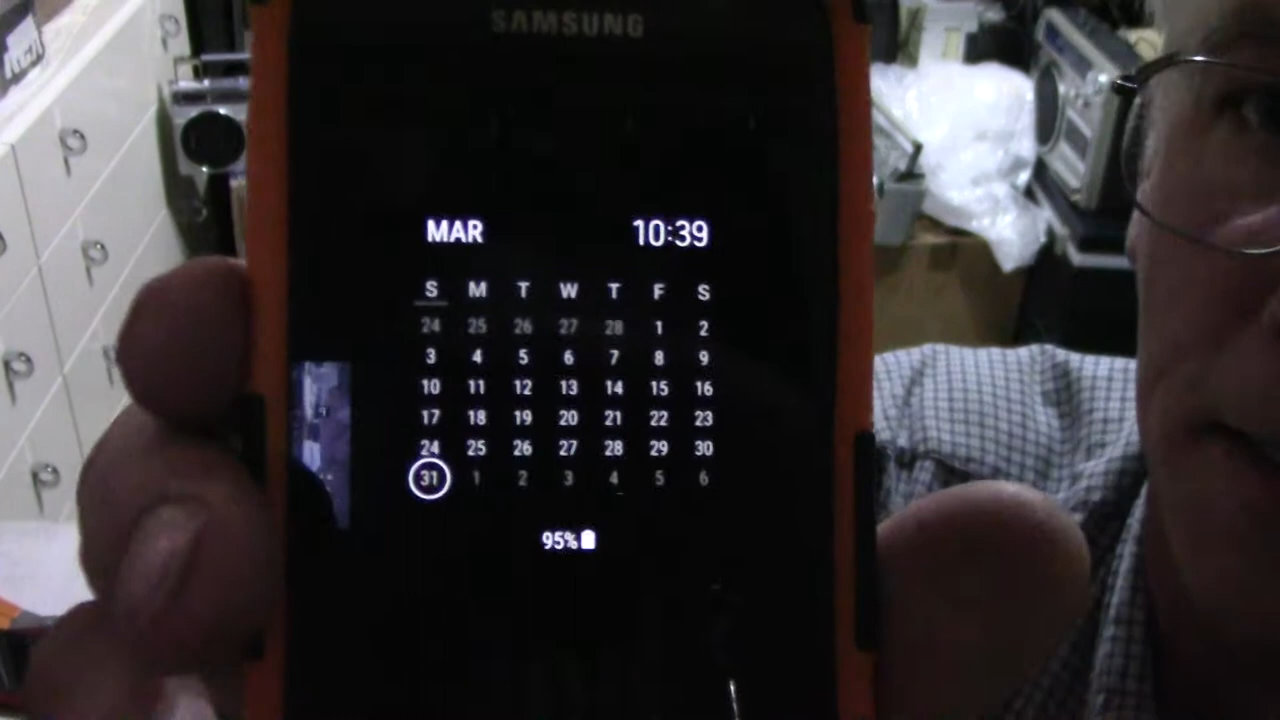 RCA
SAMSUNG
MAR 10:39
S M T W T F S
24 25 26 27 28 1 2
3 4 5 6 7 8 9
10 11 12 13 14 15 16
17 18 19 20 21 22 23
24 25 26 27 28 29 30
31 1 2 3 4 5 6
95%